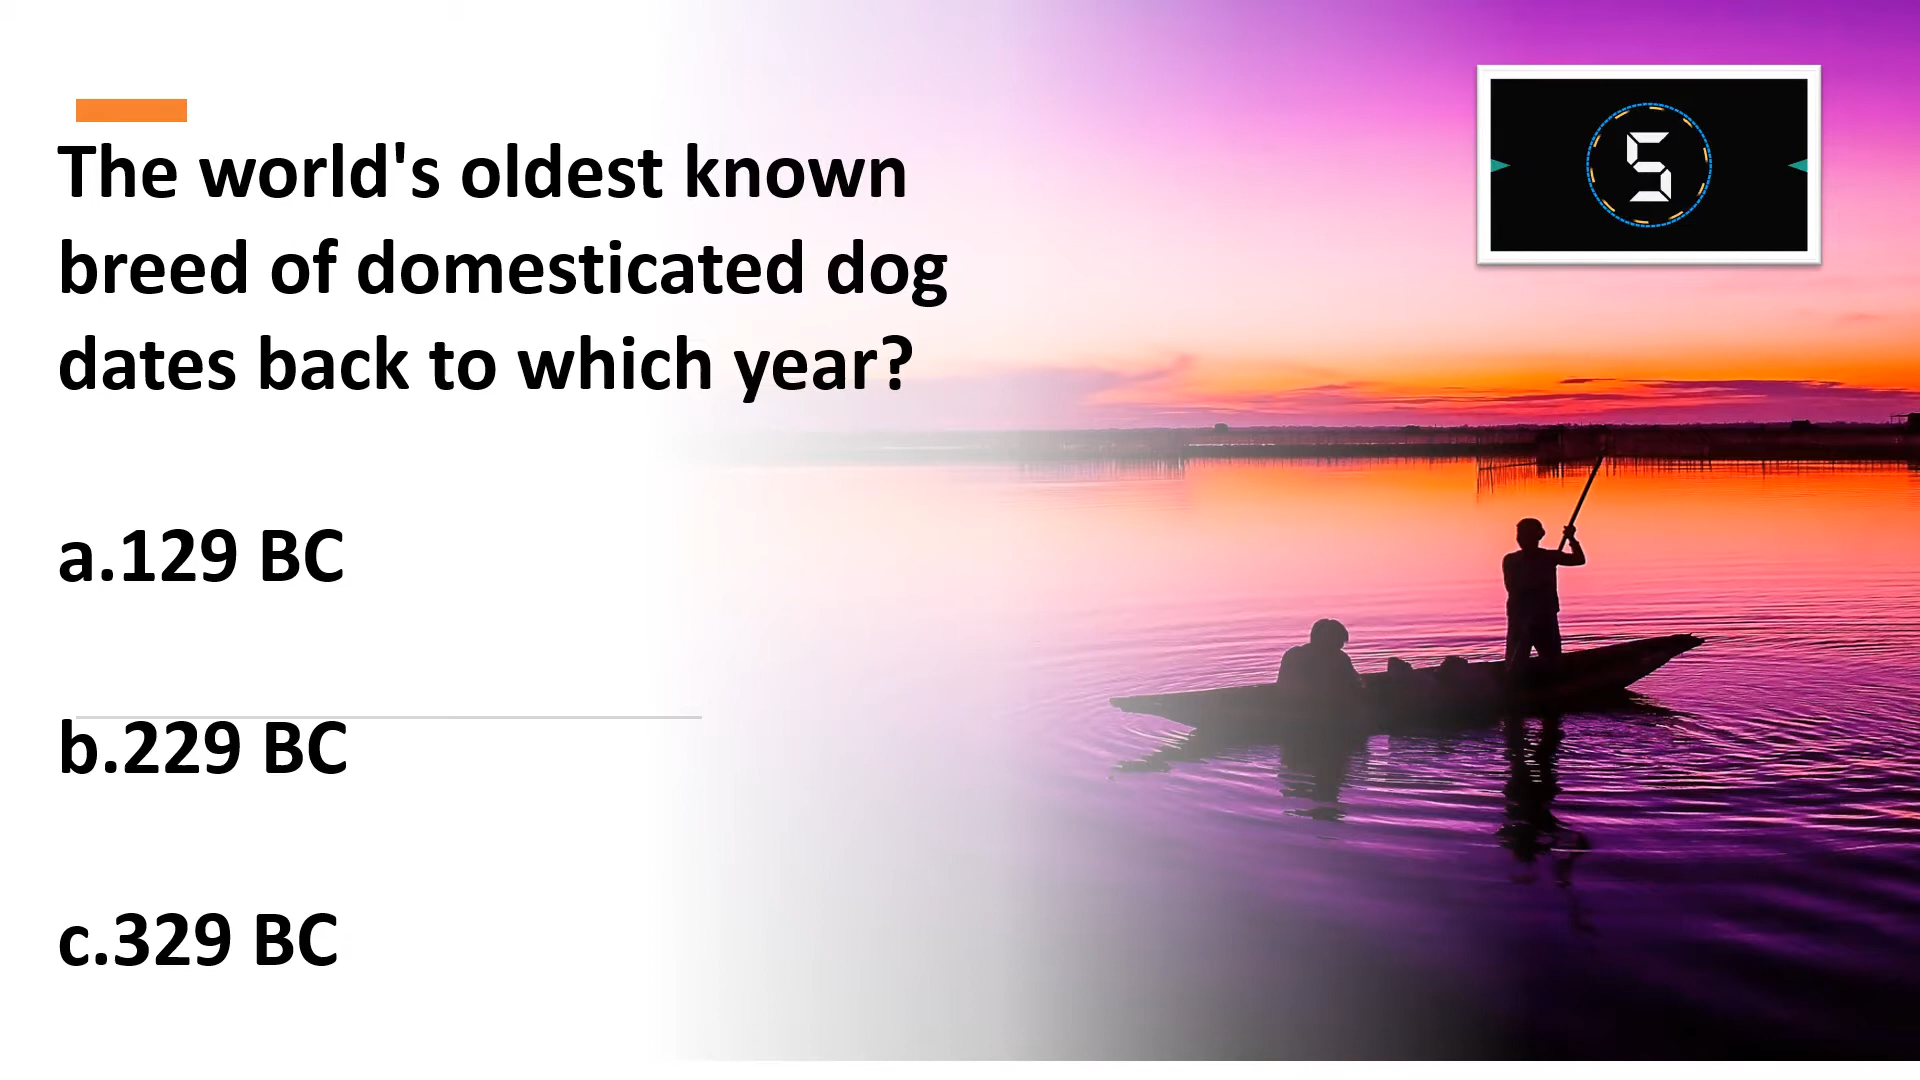 The world's oldest known
breed of domesticated dog
dates back to which year?
a.129 BC
b.229 BC
c.329 BC
5